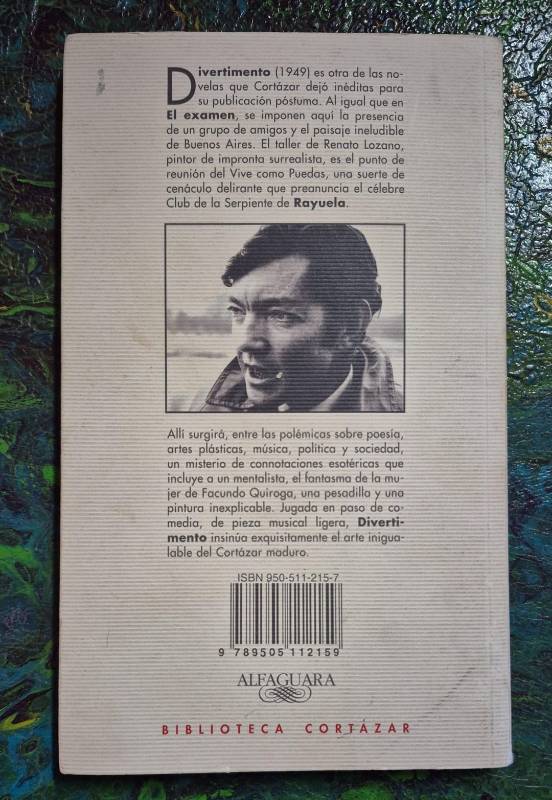 Divertimento (1949) es otra de las no-
velas que Cortázar dejó inéditas para
su publicación póstuma. Al igual que en
El examen, se imponen aquí la presencia
de un grupo de amigos y el paisaje ineludible
de Buenos Aires. El taller de Renato Lozano,
pintor de impronta surrealista, es el punto de
reunión del Vive como Puedas, una suerte de
cenáculo delirante que preanuncia el célebre
Club de la Serpiente de Rayuela.
Allí surgirá, entre las polémicas sobre poesía,
artes plásticas, música, política y sociedad,
un misterio de connotaciones esotéricas que
incluye a un mentalista, el fantasma de la mu-
jer de Facundo Quiroga, una pesadilla y una
pintura inexplicable. Jugada en paso de co-
media, de pieza musical ligera, Diverti-
mento insinúa exquisitamente el arte inigua-
lable del Cortázar maduro.
ISBN 950-511-215-7
9 789505 112159
ALFAGUARA
BIBLIOTECA CORTÁZAR